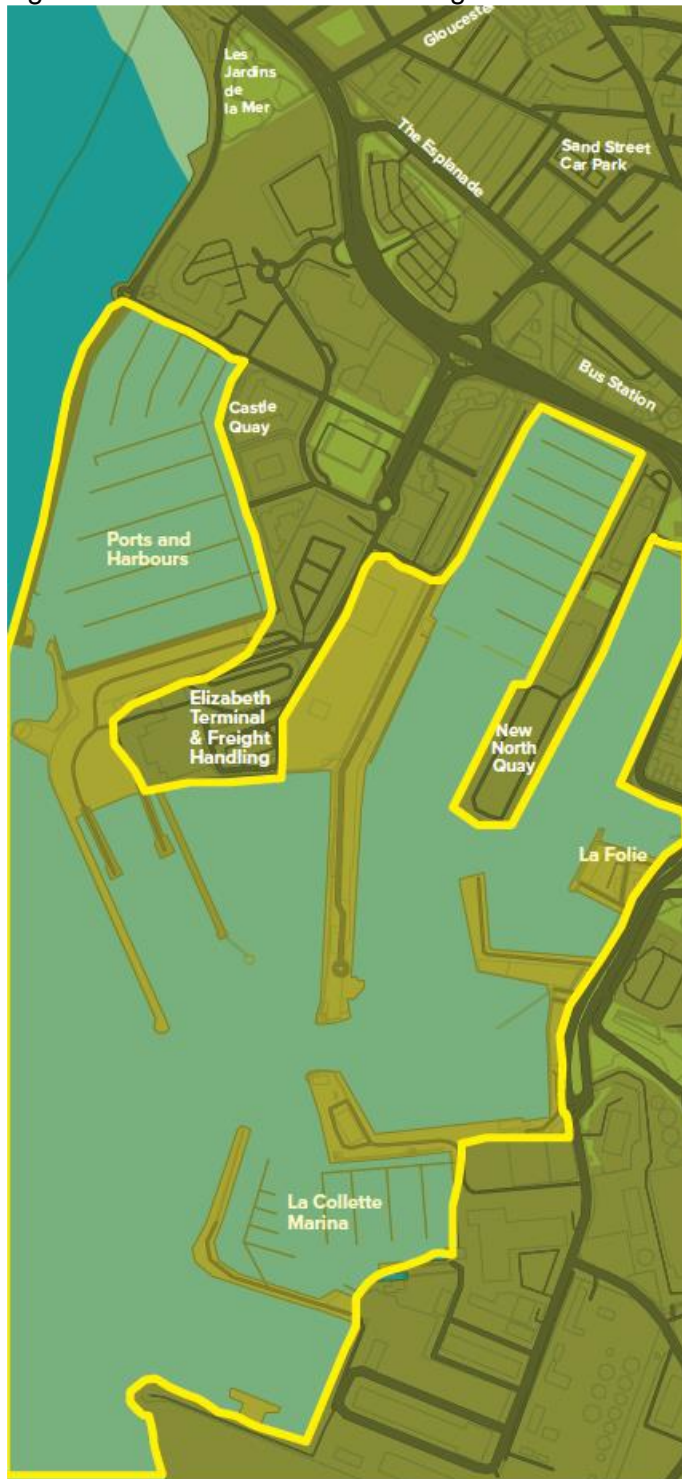 Les
Jardins
de
la Mer
The Esplanade
Sand Street
Car Park
Bus Station
Castle
Quay
Ports and
Harbours
Elizabeth
Terminal
& Freight
Handling
New
North
Quay
La Folie
La Collette
Marina